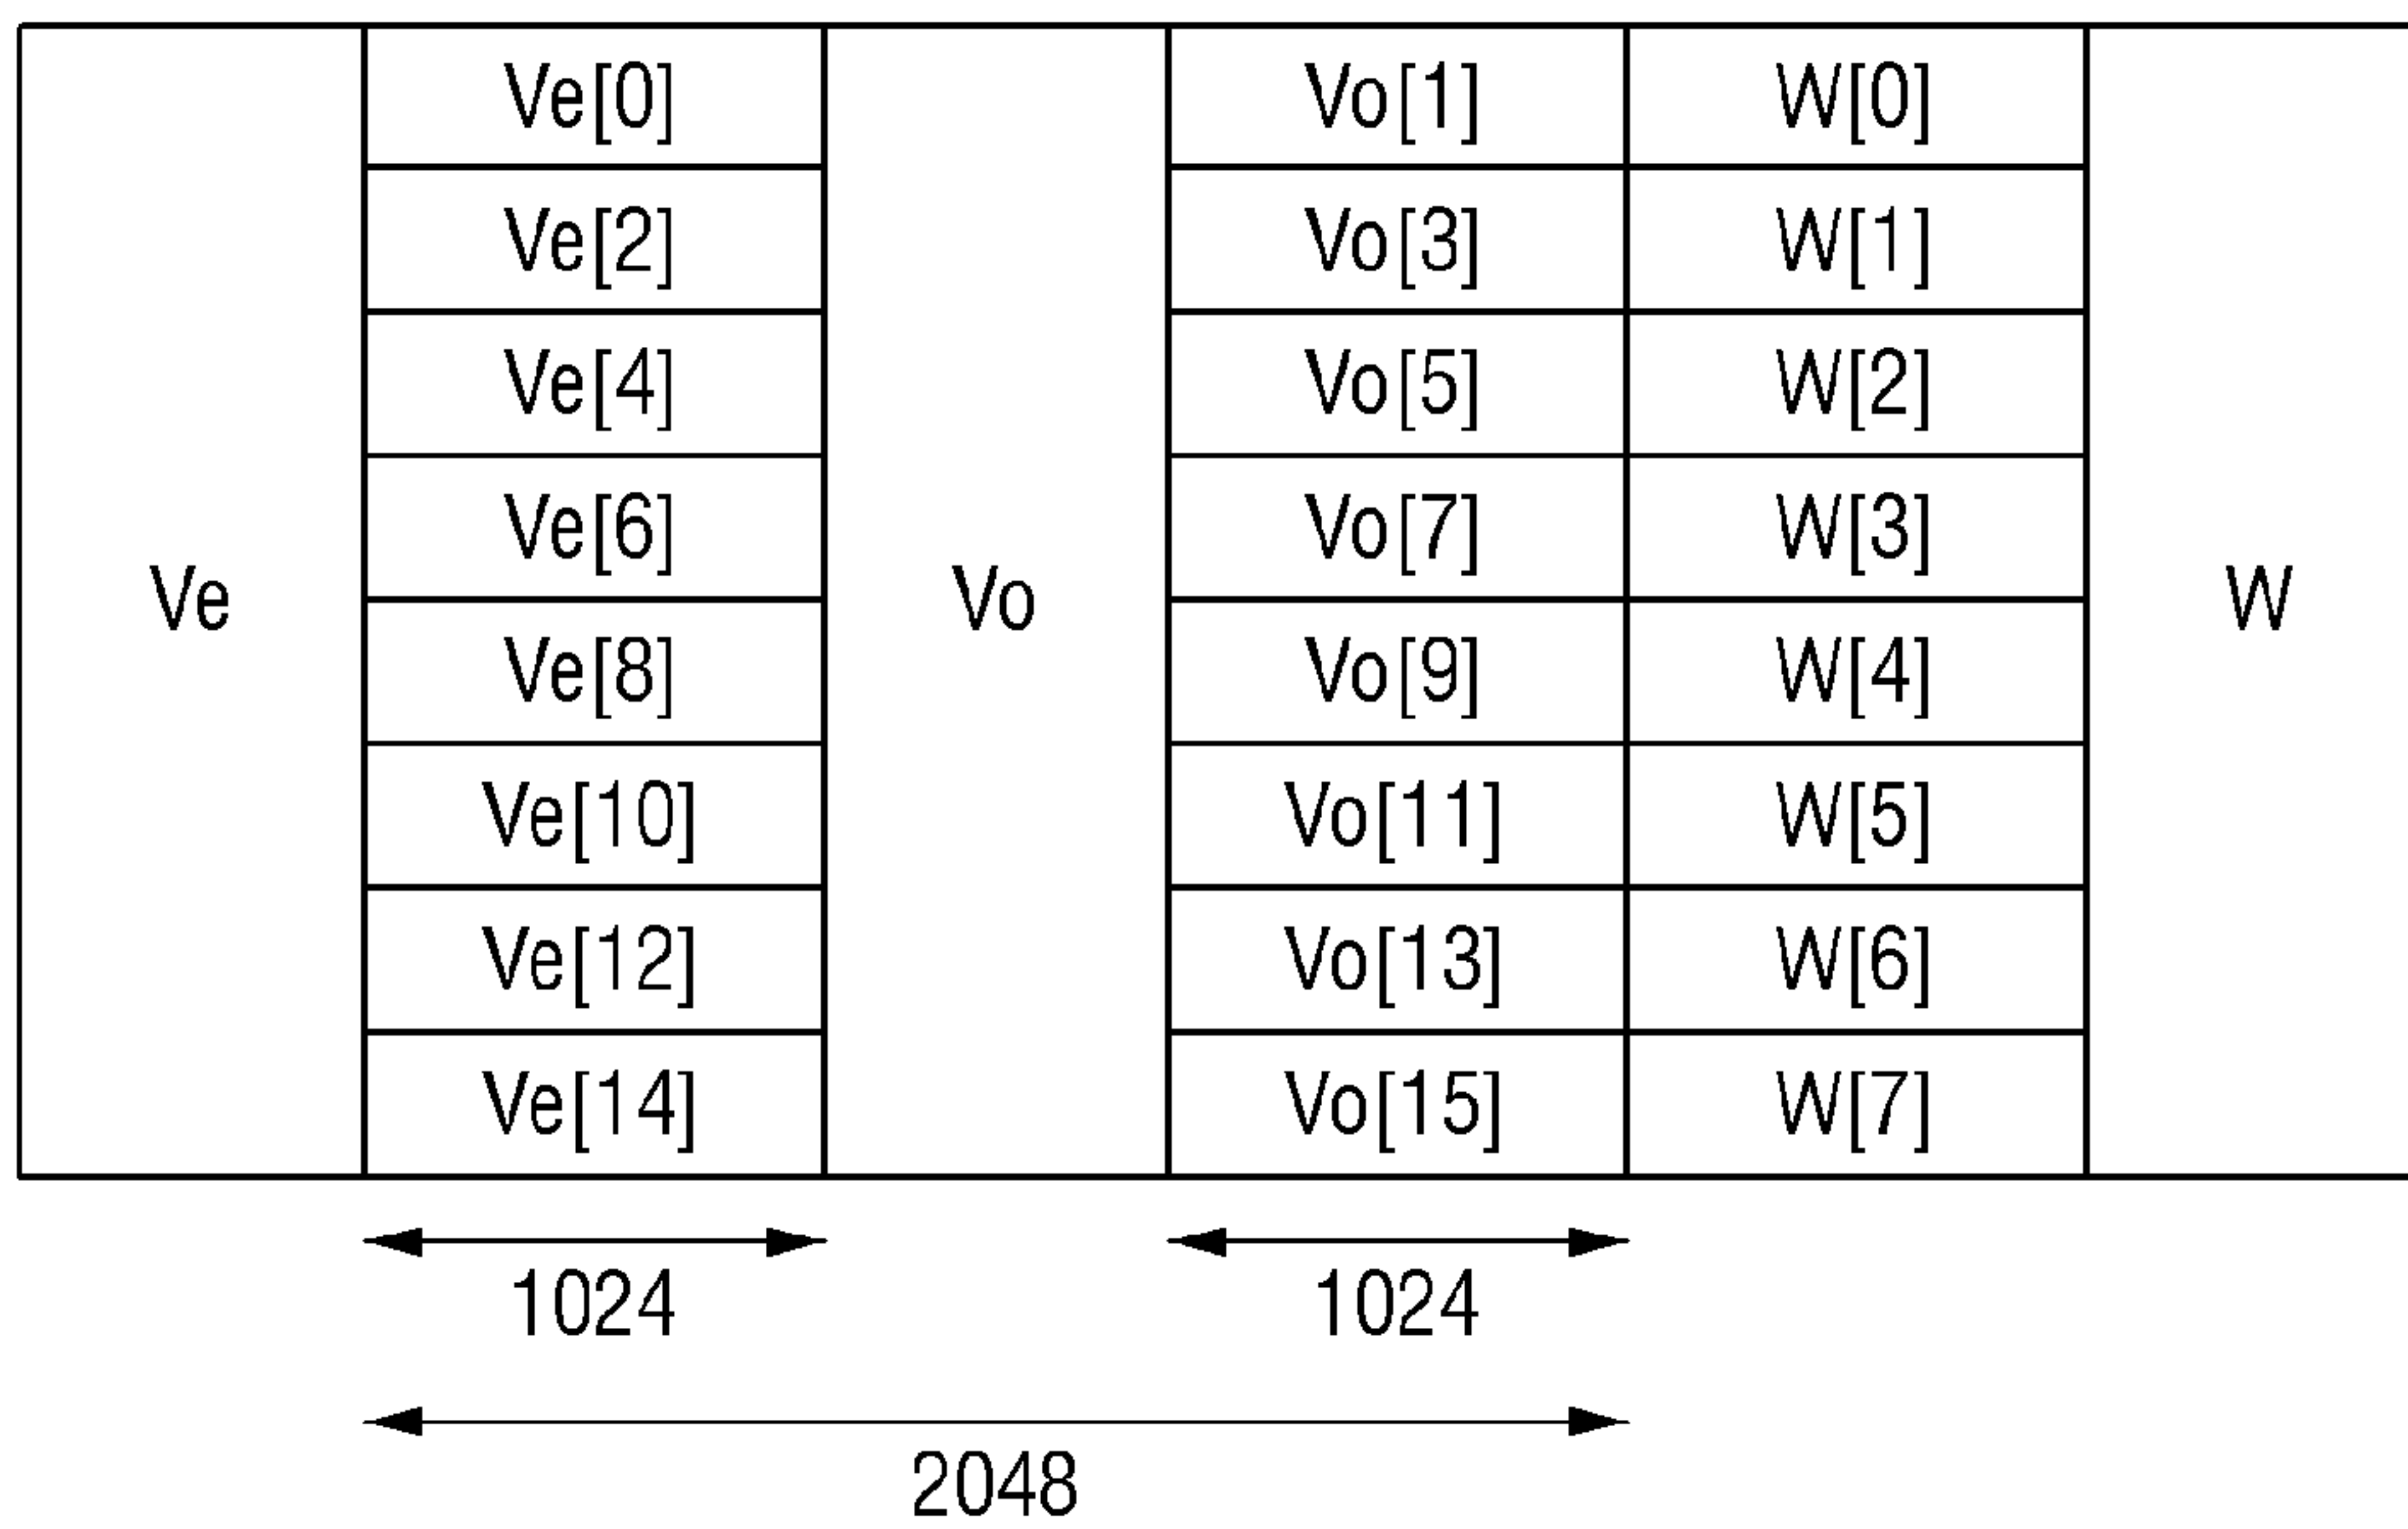 Ve[0] Vo[1] W[0]
Ve[2] Vo[3] W[1]
Ve[4] Vo[5] W[2]
Ve[6] Vo[7] W[3]
Ve Vo W
Ve[8] Vo[9] W[4]
Ve[10] Vo[11] W[5]
Ve[12] Vo[13] W[6]
Ve[14] Vo[15] W[7]
1024 1024
2048